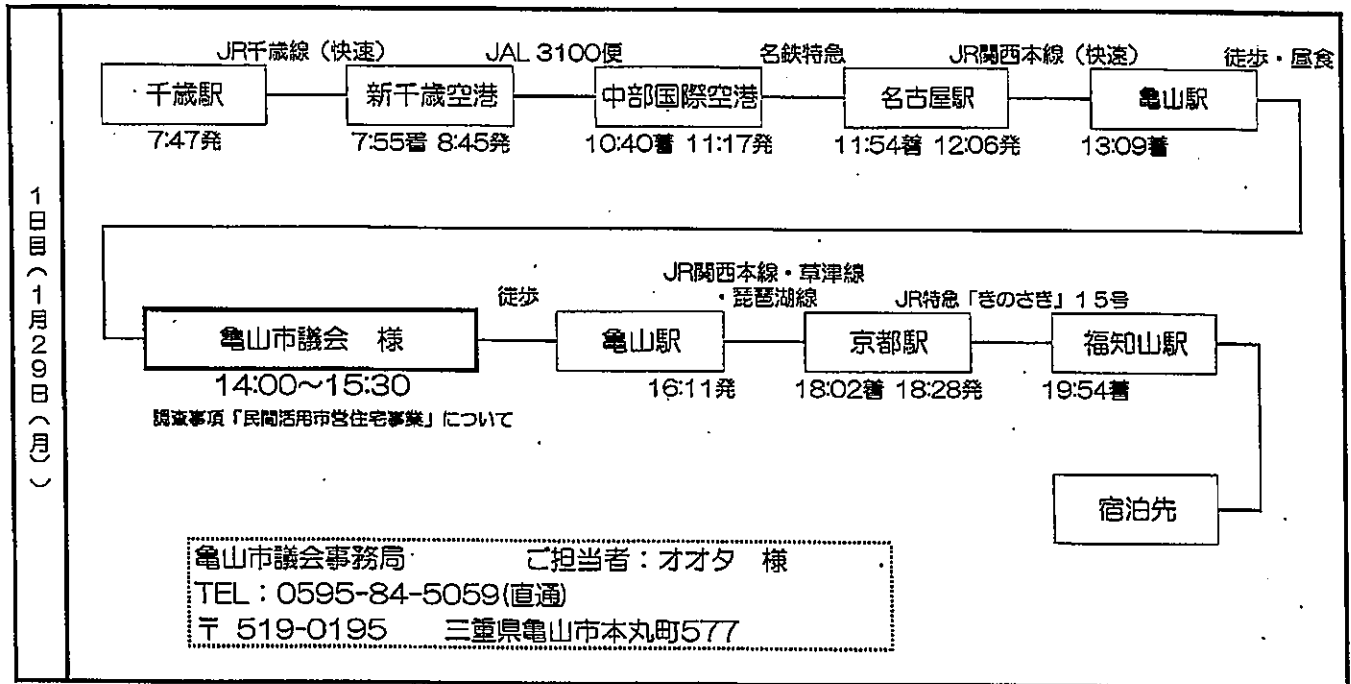 1日目(1月29日(月))
JR千歳線(快速) JAL 3100便 名鉄特急 JR関西本線(快速) 徒歩・昼食
千歳駅 新千歳空港 中部国際空港 名古屋駅 亀山駅
7:47発 7:55着 8:45発 10:40着 11:17発 11:54着 12:06発 13:09着
JR関西本線・草津線
徒歩 ・琵琶湖線 JR特急「きのさき」15号
亀山市議会 様 亀山駅 京都駅 福知山駅
14:00~15:30 16:11発 18:02着 18:28発 19:54着
調査事項「民間活用市営住宅事業」について
宿泊先
亀山市議会事務局 ご担当者:オオタ 様
TEL:0595-84-5059(直通)
〒 519-0195 三重県亀山市本丸町577